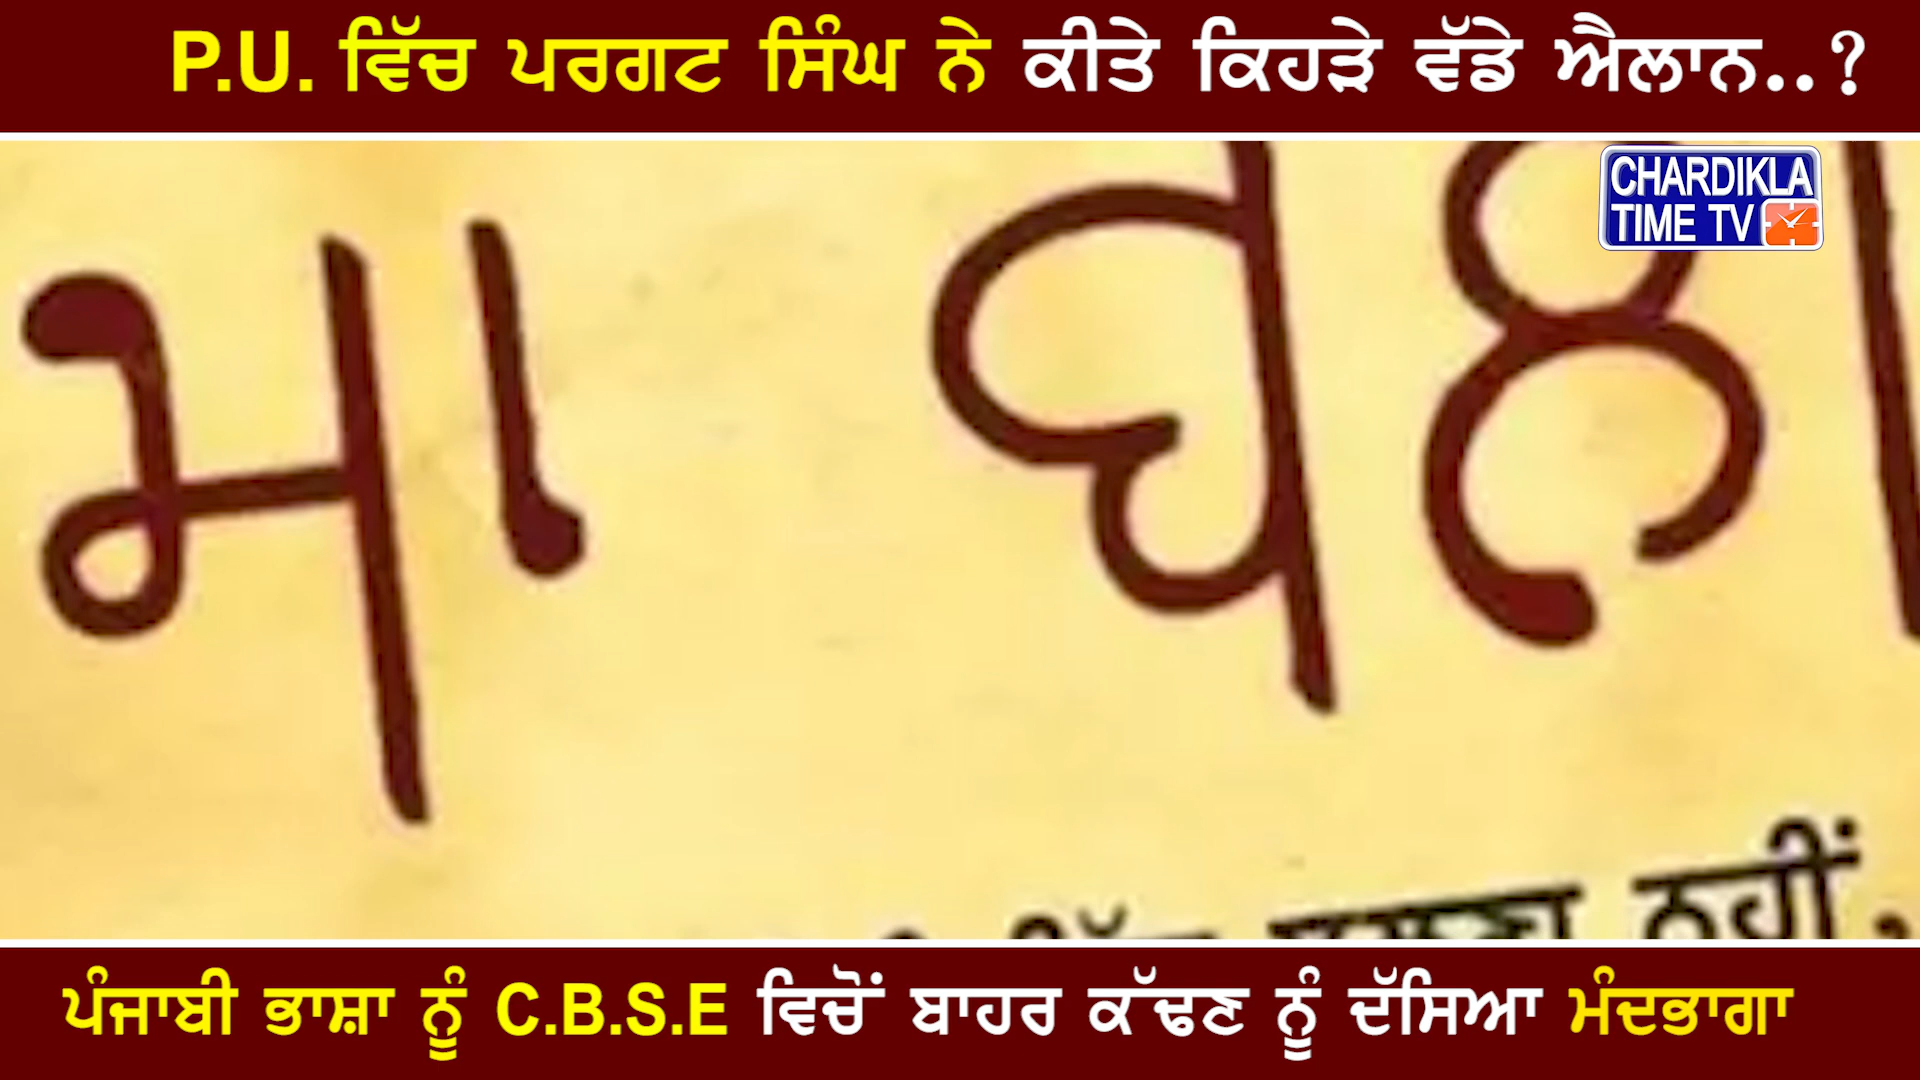 P.U. ਵਿੱਚ ਪਰਗਟ ਸਿੰਘ ਨੇ ਕੀਤੇ ਕਿਹੜੇ ਵੱਡੇ ਐਲਾਨ..?
CHARDIKLA
TIME TV
ਮਾਂ ਬੋਲੀ
ਨਹੀਂ,
ਪੰਜਾਬੀ ਭਾਸ਼ਾ ਨੂੰ C.B.S.E ਵਿਚੋਂ ਬਾਹਰ ਕੱਢਣ ਨੂੰ ਦੱਸਿਆ ਮੰਦਭਾਗਾ